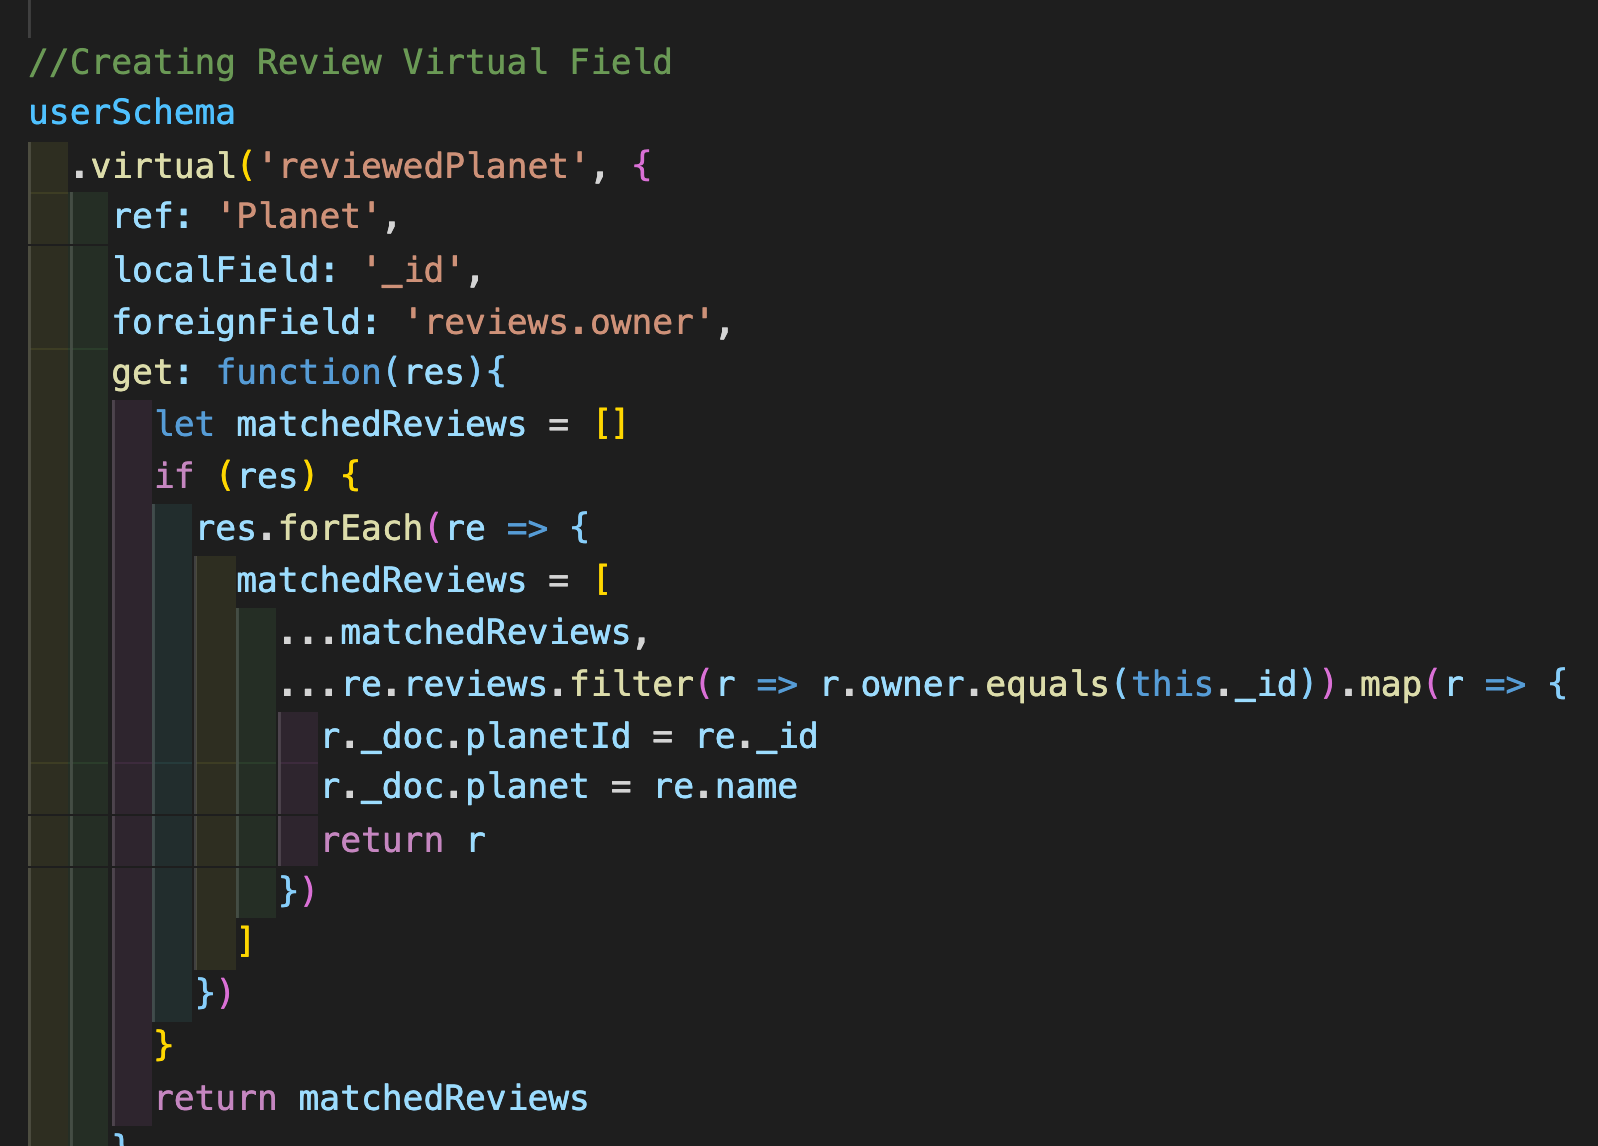 //Creating Review Virtual Field
userSchema
.virtual('reviewedPlanet', {
ref: 'Planet',
localField: '_id',
foreignField: 'reviews.owner',
get: function(res){
let matchedReviews = []
if (res) {
res.forEach(re => {
matchedReviews = [
...matchedReviews,
...re.reviews.filter(r => r.owner.equals(this._id)).map(r => {
r._doc.planetId = re._id
r._doc.planet = re.name
return r
})
]
})
}
return matchedReviews
}